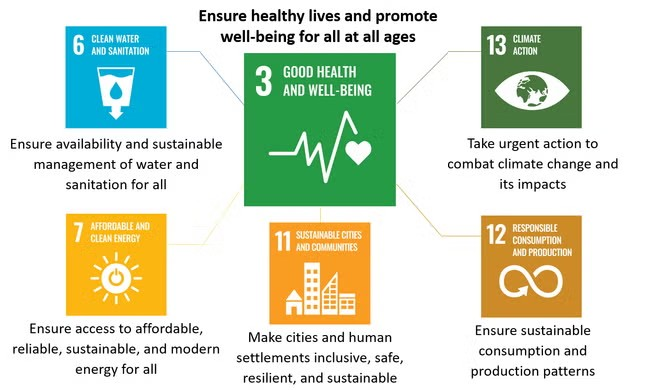 Ensure healthy lives and promote
well-being for all at all ages
6 CLEAN WATER
AND SANITATION
Ensure availability and sustainable
management of water and
sanitation for all
3 GOOD HEALTH
AND WELL-BEING
13 CLIMATE
ACTION
Take urgent action to
combat climate change and
its impacts
7 AFFORDABLE AND
CLEAN ENERGY
Ensure access to affordable,
reliable, sustainable, and modern
energy for all
11 SUSTAINABLE CITIES
AND COMMUNITIES
Make cities and human
settlements inclusive, safe,
resilient, and sustainable
12 RESPONSIBLE
CONSUMPTION
AND PRODUCTION
Ensure sustainable
consumption and
production patterns